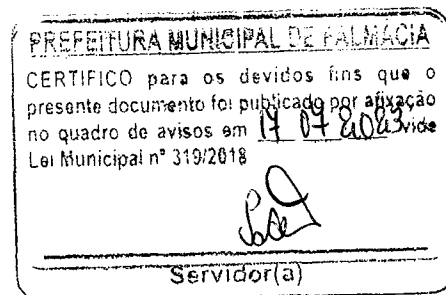 PREFEITURA MUNICIPAL DE PALMÁCIA
CERTIFICO para os devidos fins que o
presente documento foi publicado por afixação
no quadro de avisos em 17 07 2023 vide
Lei Municipal nº 319/2018
Servidor(a)